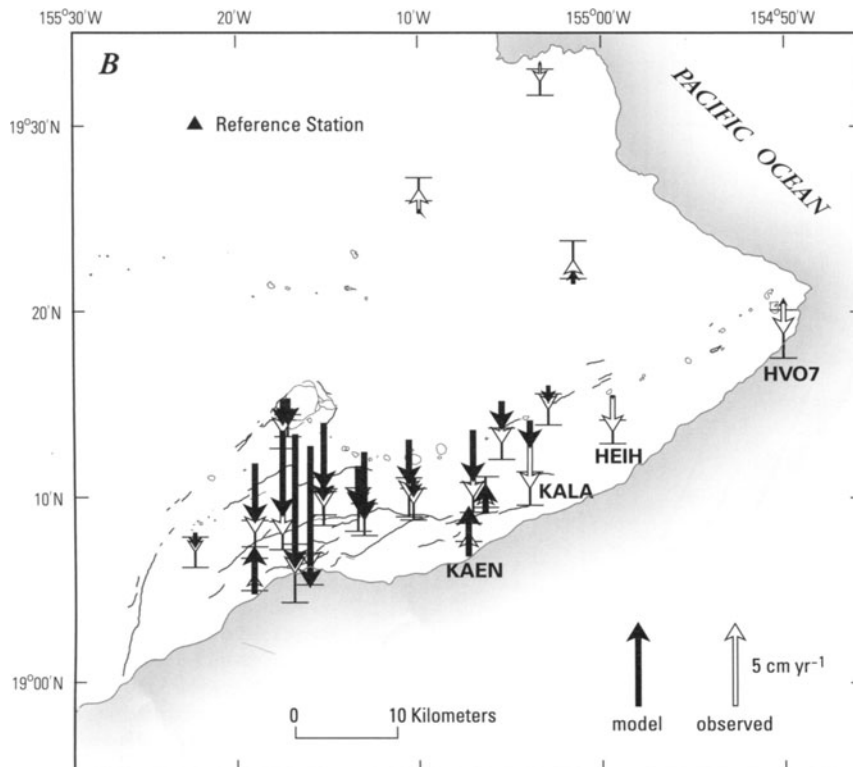 155°30'W 20'W 10'W 155°00'W 154°50'W
B
PACIFIC OCEAN
19°30'N
▲ Reference Station
20'N
HVO7
HEIH
10'N
KALA
KAEN
5 cm yr⁻¹
19°00'N
0 10 Kilometers
model observed